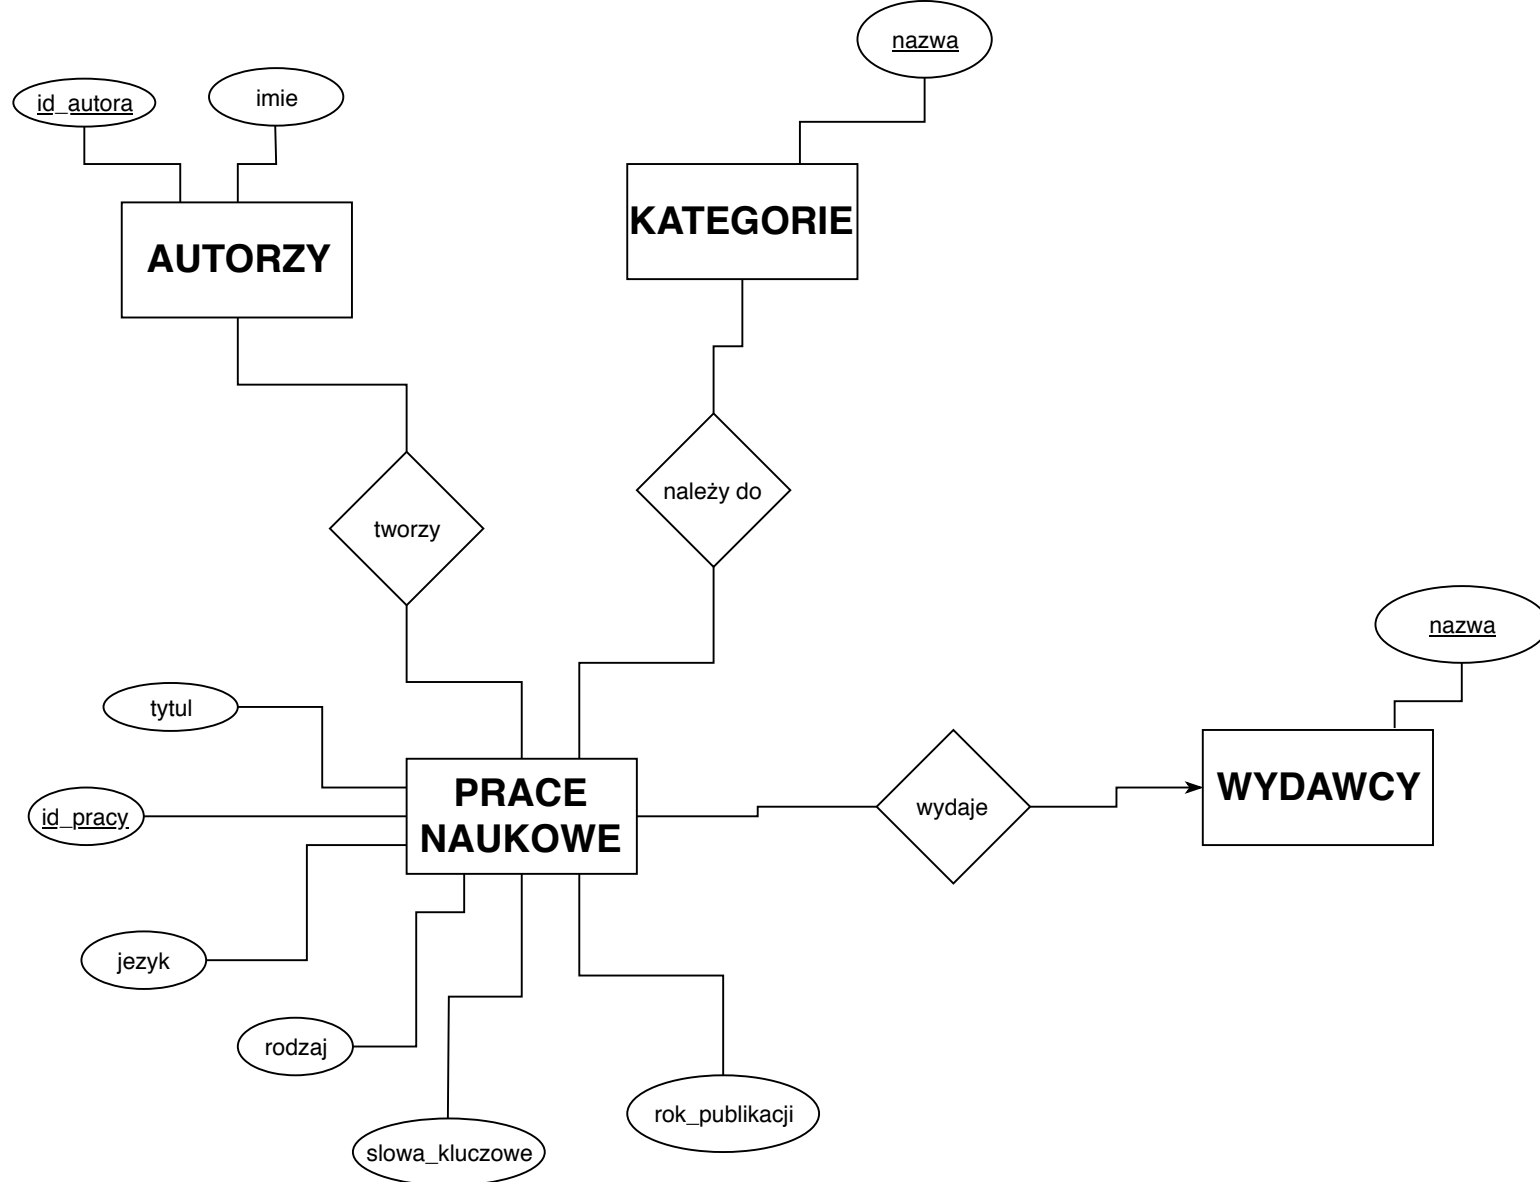 nazwa
id_autora
imie
KATEGORIE
AUTORZY
należy do
tworzy
nazwa
tytul
PRACE
NAUKOWE
WYDAWCY
wydaje
id_pracy
jezyk
rodzaj
rok_publikacji
slowa_kluczowe